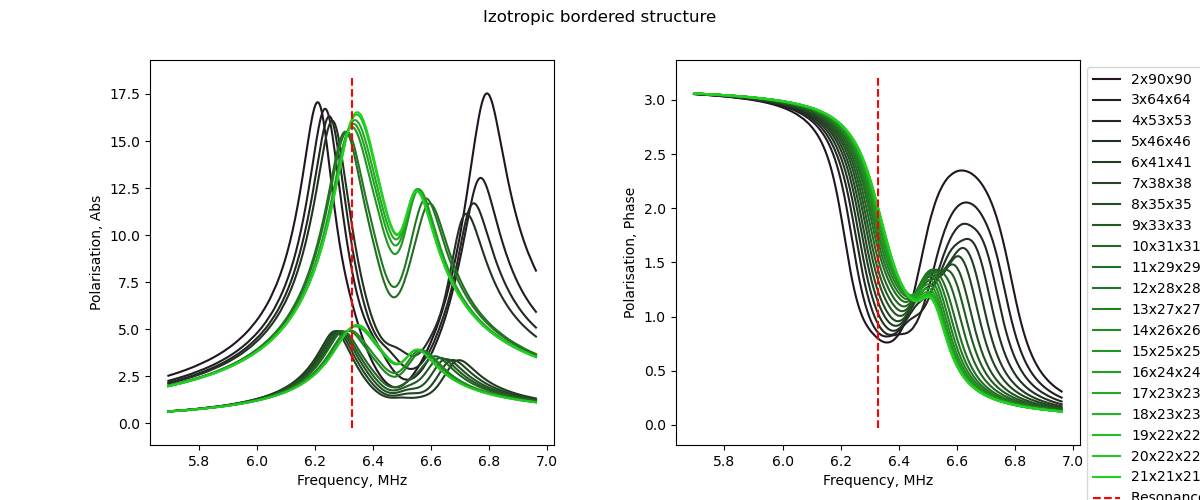 Izotropic bordered structure
Polarisation, Abs
17.5
15.0
12.5
10.0
7.5
5.0
2.5
0.0
5.8 6.0 6.2 6.4 6.6 6.8 7.0
Frequency, MHz
Polarisation, Phase
3.0
2.5
2.0
1.5
1.0
0.5
0.0
5.8 6.0 6.2 6.4 6.6 6.8 7.0
Frequency, MHz
2x90x90
3x64x64
4x53x53
5x46x46
6x41x41
7x38x38
8x35x35
9x33x33
10x31x31
11x29x29
12x28x28
13x27x27
14x26x26
15x25x25
16x24x24
17x23x23
18x23x23
19x22x22
20x22x22
21x21x21
Resonance